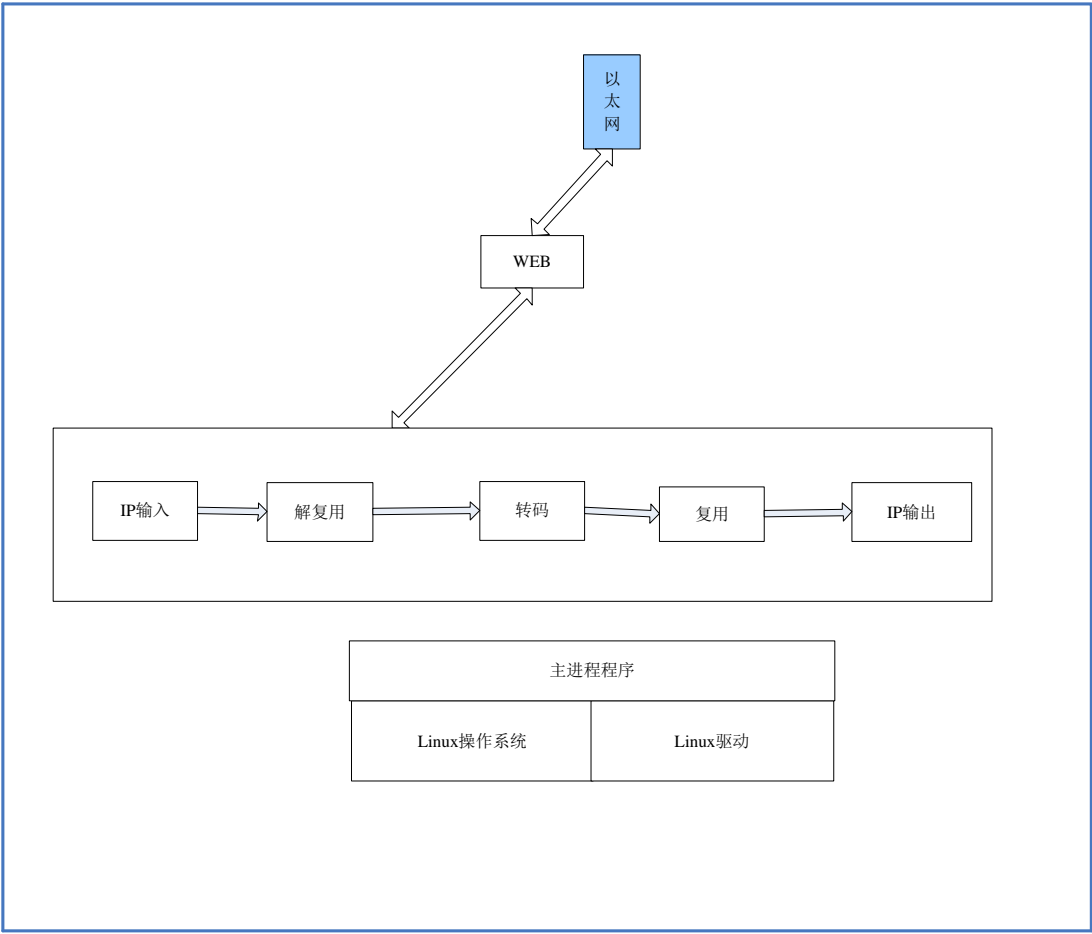 以
太
网
WEB
IP输入
解复用
转码
复用
IP输出
主进程程序
Linux操作系统
Linux驱动